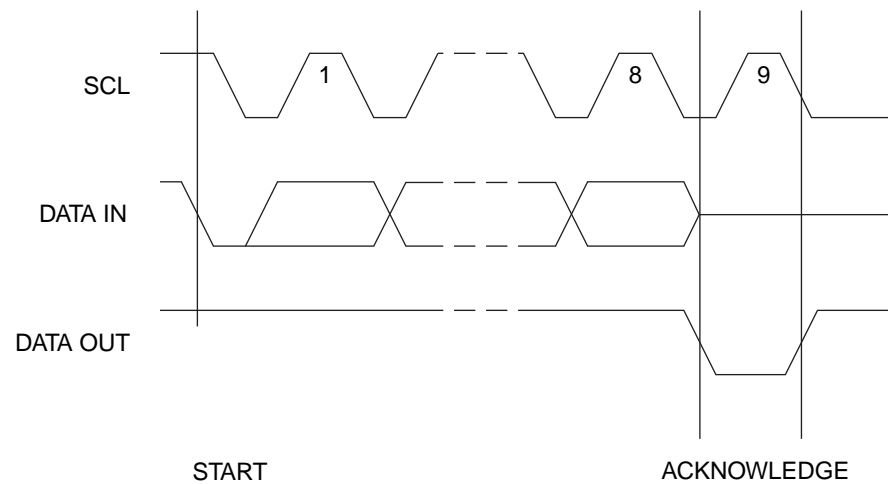 SCL
1
8
9
DATA IN
DATA OUT
START
ACKNOWLEDGE